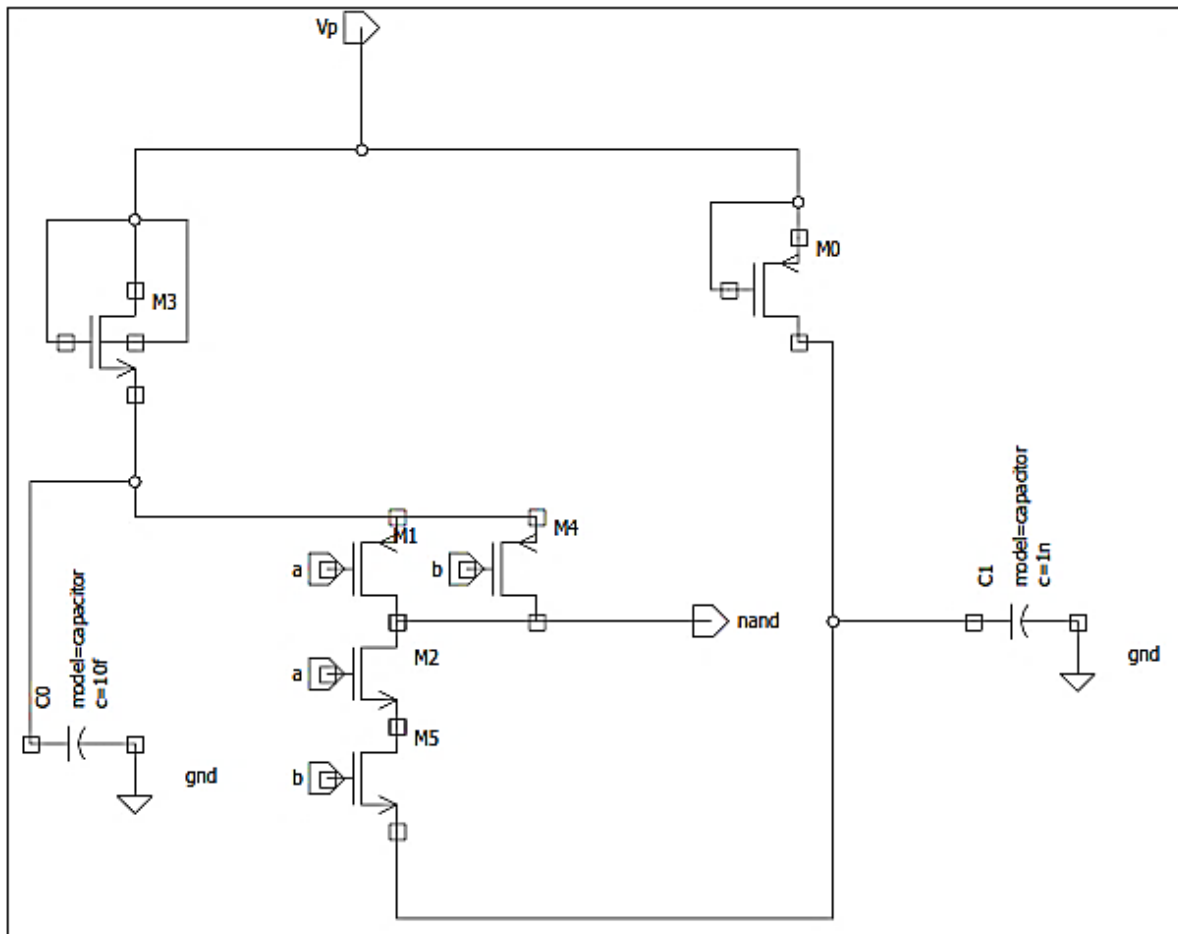 Vp
M0
M3
M1
M4
a
b
nand
C1
model=capacitor
c=1n
gnd
M2
a
C0
model=capacitor
c=10f
gnd
M5
b